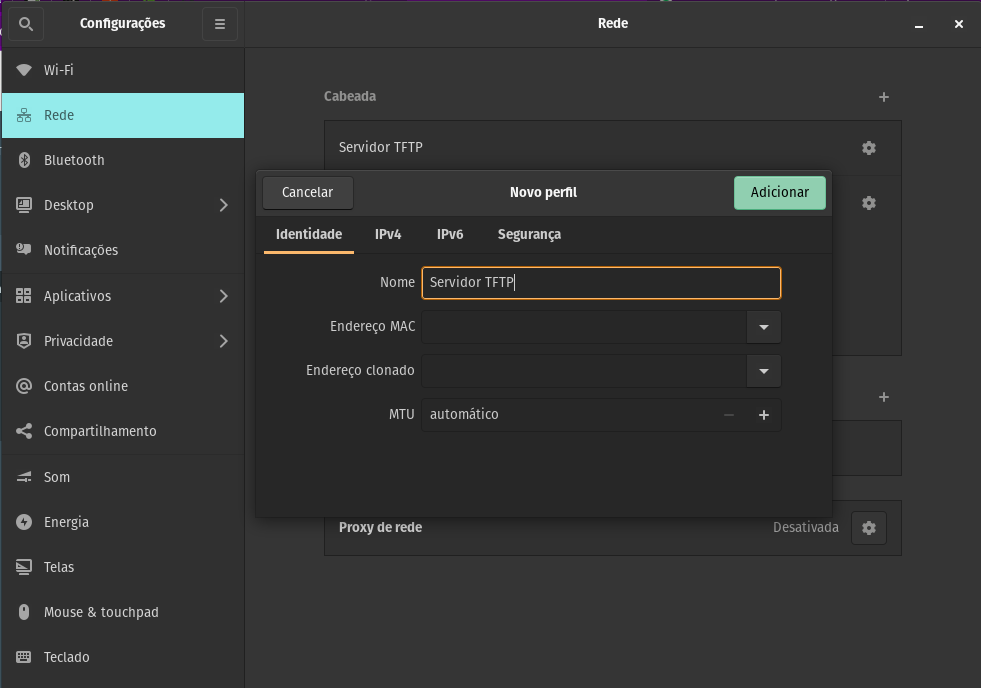 Configurações
Rede
Wi-Fi
Rede
Bluetooth
Desktop
Notificações
Aplicativos
Privacidade
Contas online
Compartilhamento
Som
Energia
Telas
Mouse & touchpad
Teclado
Cabeada
Servidor TFTP
Cancelar
Novo perfil
Adicionar
Identidade IPv4 IPv6 Segurança
Nome Servidor TFTP
Endereço MAC
Endereço clonado
MTU automático
Proxy de rede Desativada